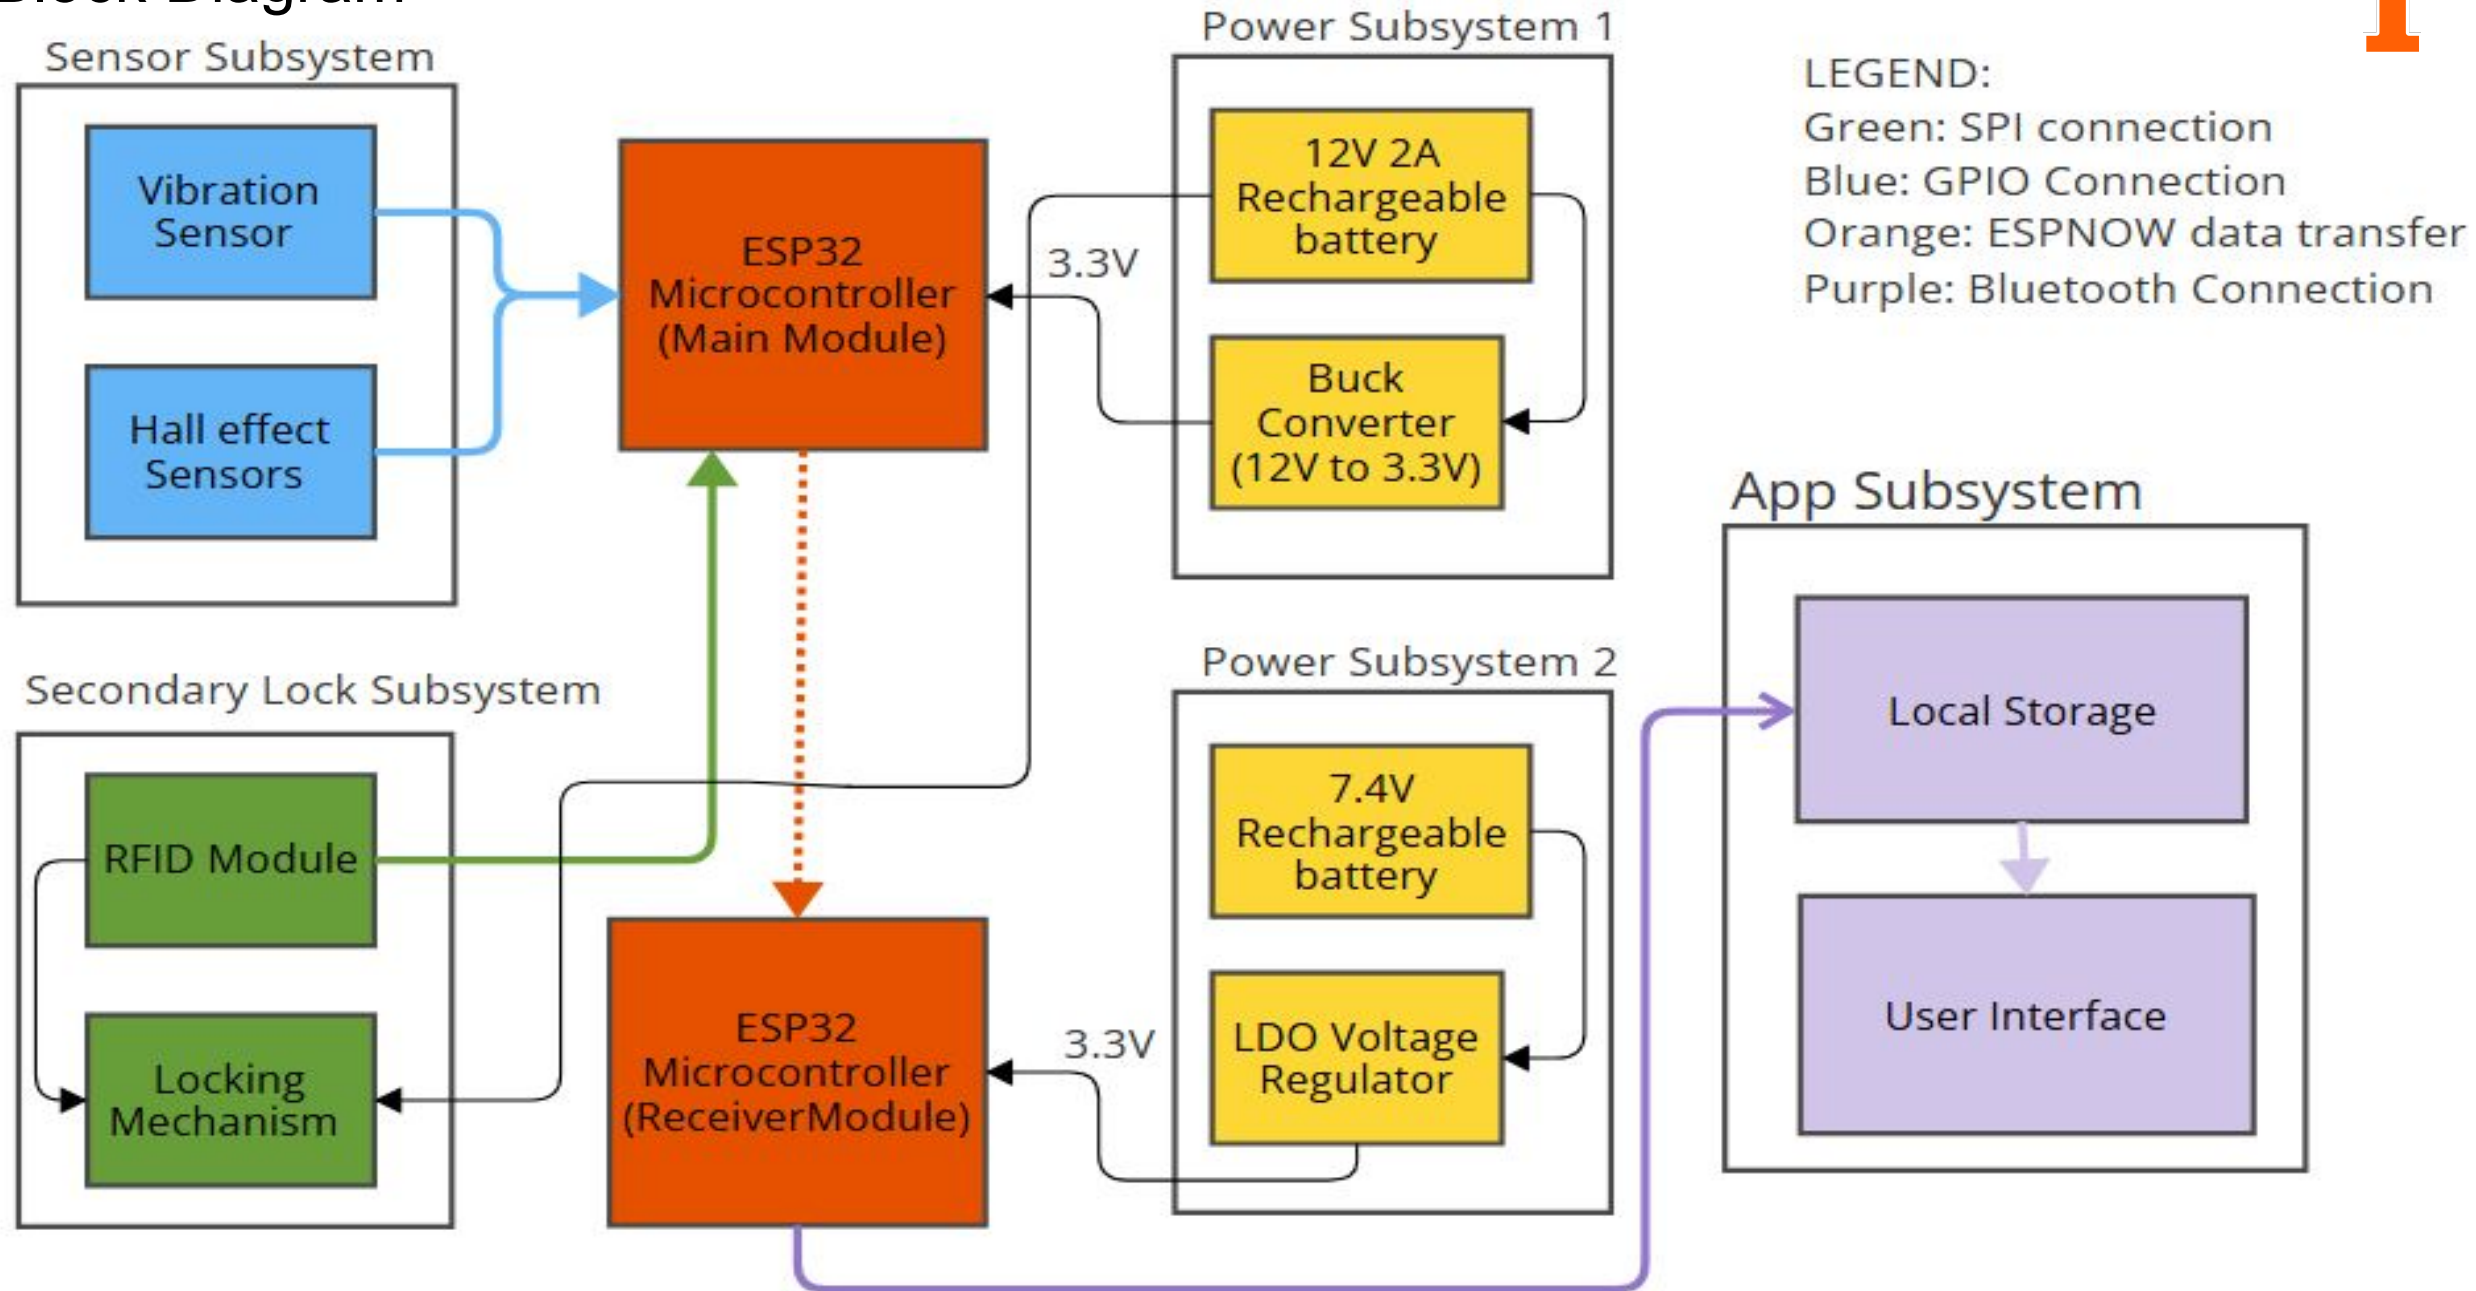 Block Diagram
Sensor Subsystem
Vibration
Sensor
Hall effect
Sensors
ESP32
Microcontroller
(Main Module)
Power Subsystem 1
12V 2A
Rechargeable
battery
3.3V
Buck
Converter
(12V to 3.3V)
LEGEND:
Green: SPI connection
Blue: GPIO Connection
Orange: ESPNOW data transfer
Purple: Bluetooth Connection
Secondary Lock Subsystem
RFID Module
Locking
Mechanism
ESP32
Microcontroller
(ReceiverModule)
Power Subsystem 2
7.4V
Rechargeable
battery
3.3V
LDO Voltage
Regulator
App Subsystem
Local Storage
User Interface